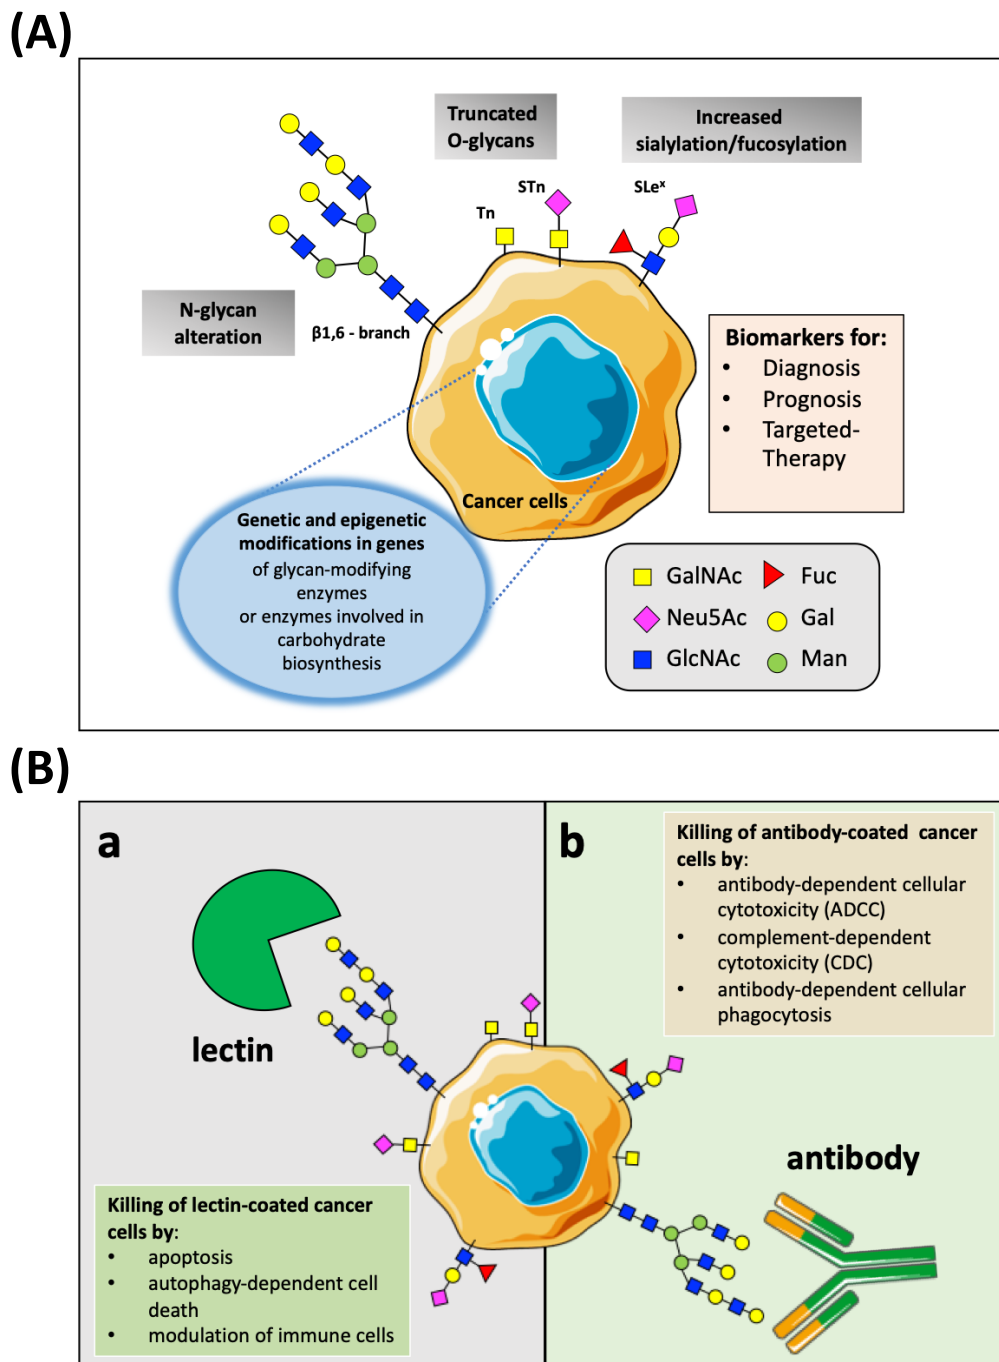 (A)
Truncated
O-glycans
Increased
sialylation/fucosylation
STn
SLeˣ
Tn
N-glycan
alteration
β1,6 - branch
Biomarkers for:
• Diagnosis
• Prognosis
• Targeted-
Therapy
Cancer cells
Genetic and epigenetic
modifications in genes
of glycan-modifying
enzymes
or enzymes involved in
carbohydrate
biosynthesis
GalNAc
Fuc
Neu5Ac
Gal
GlcNAc
Man
(B)
a
lectin
Killing of lectin-coated cancer
cells by:
• apoptosis
• autophagy-dependent cell
death
• modulation of immune cells
b
Killing of antibody-coated cancer
cells by:
• antibody-dependent cellular
cytotoxicity (ADCC)
• complement-dependent
cytotoxicity (CDC)
• antibody-dependent cellular
phagocytosis
antibody